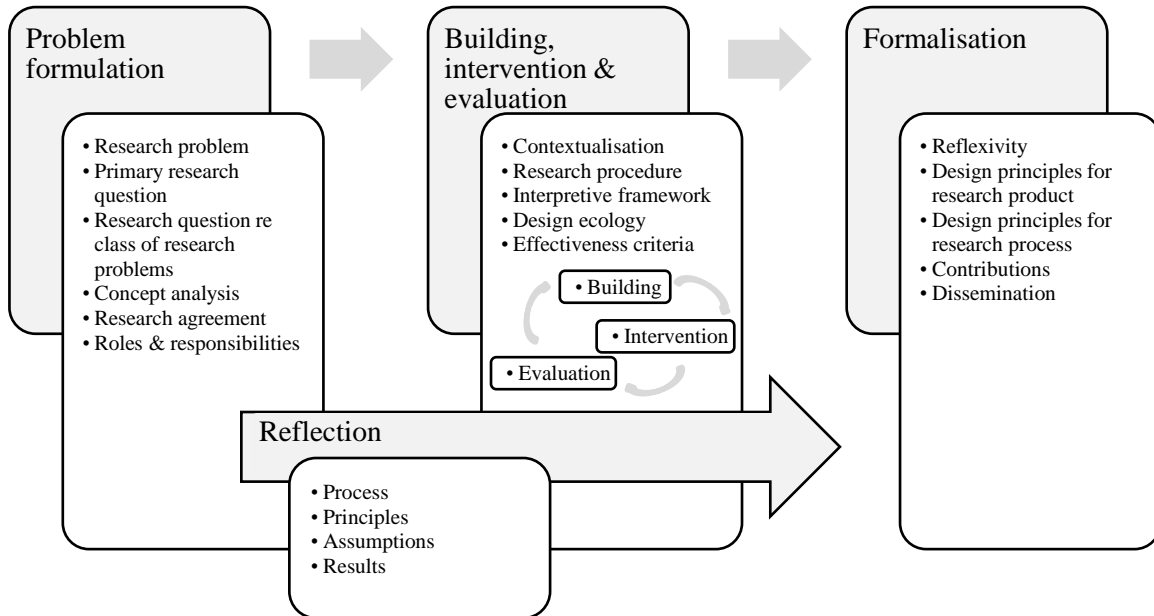 Problem
formulation
• Research problem
• Primary research
question
• Research question re
class of research
problems
• Concept analysis
• Research agreement
• Roles & responsibilities
Building,
intervention &
evaluation
• Contextualisation
• Research procedure
• Interpretive framework
• Design ecology
• Effectiveness criteria
• Building
• Intervention
• Evaluation
Formalisation
• Reflexivity
• Design principles for
research product
• Design principles for
research process
• Contributions
• Dissemination
Reflection
• Process
• Principles
• Assumptions
• Results